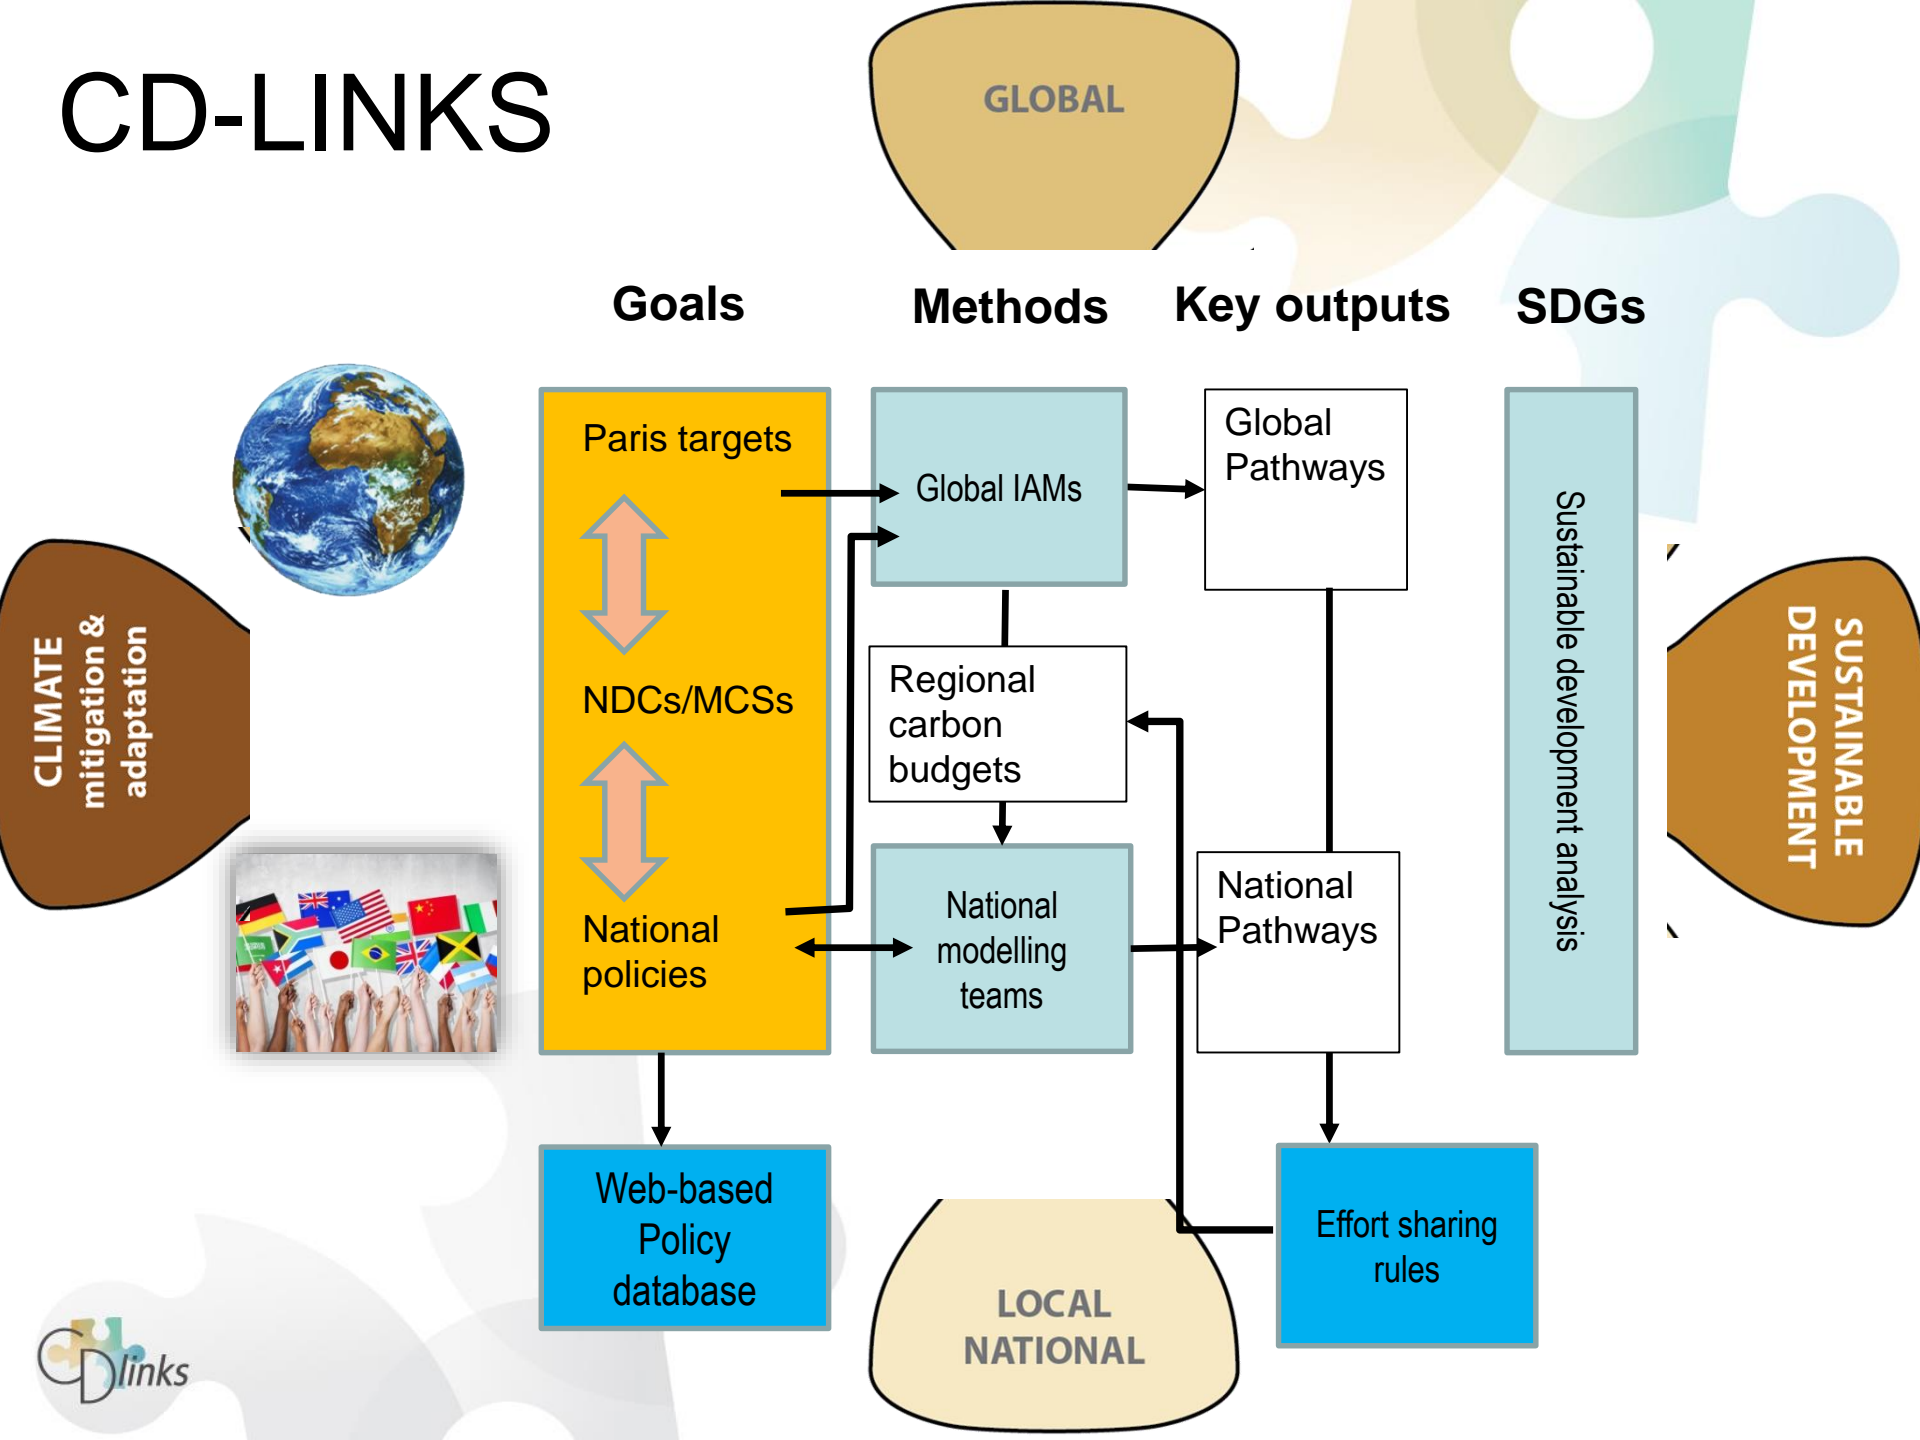 CD-LINKS
GLOBAL
Goals
Methods
Key outputs
SDGs
Paris targets
NDCs/MCSs
National
policies
Global IAMs
Regional
carbon
budgets
National
modelling
teams
Global
Pathways
National
Pathways
Sustainable development analysis
CLIMATE
mitigation &
adaptation
SUSTAINABLE
DEVELOPMENT
Web-based
Policy
database
Effort sharing
rules
LOCAL
NATIONAL
CDlinks